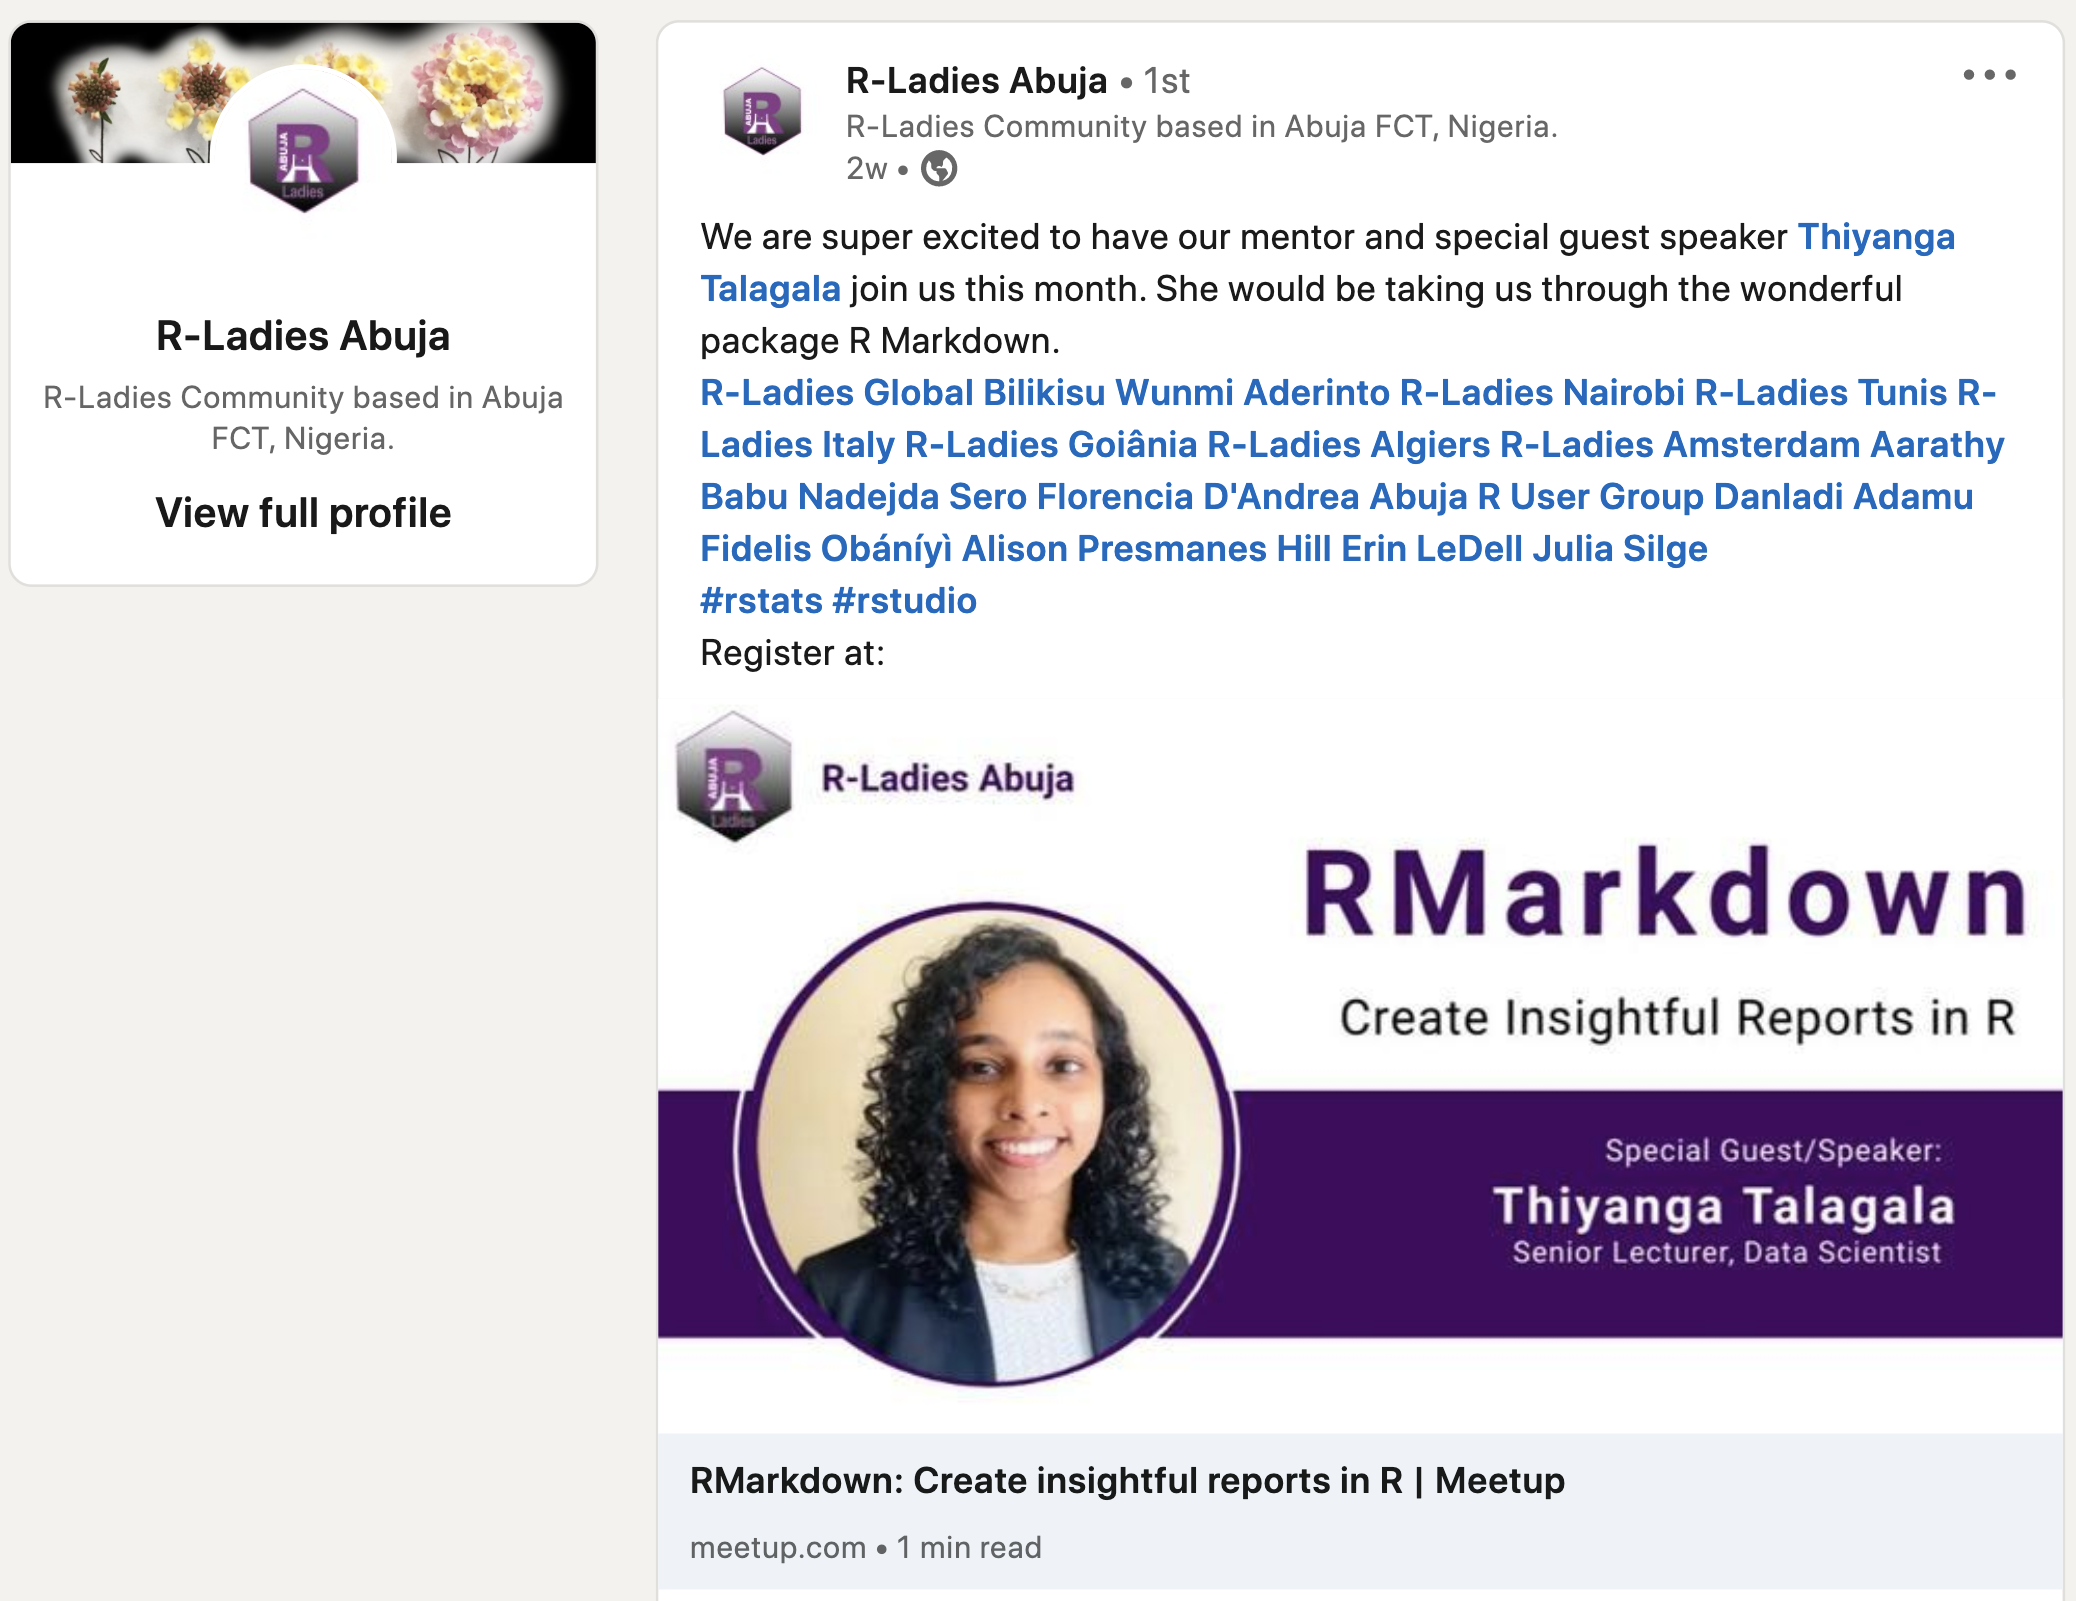 ABUJA
R
Ladies
R-Ladies Abuja
R-Ladies Community based in Abuja
FCT, Nigeria.
View full profile
ABUJA
R
Ladies
R-Ladies Abuja • 1st
R-Ladies Community based in Abuja FCT, Nigeria.
2w •
We are super excited to have our mentor and special guest speaker Thiyanga
Talagala join us this month. She would be taking us through the wonderful
package R Markdown.
R-Ladies Global Bilikisu Wunmi Aderinto R-Ladies Nairobi R-Ladies Tunis R-
Ladies Italy R-Ladies Goiânia R-Ladies Algiers R-Ladies Amsterdam Aarathy
Babu Nadejda Sero Florencia D'Andrea Abuja R User Group Danladi Adamu
Fidelis Obáníyì Alison Presmanes Hill Erin LeDell Julia Silge
#rstats #rstudio
Register at:
ABUJA
R
Ladies
R-Ladies Abuja
RMarkdown
Create Insightful Reports in R
Special Guest/Speaker:
Thiyanga Talagala
Senior Lecturer, Data Scientist
RMarkdown: Create insightful reports in R | Meetup
meetup.com • 1 min read